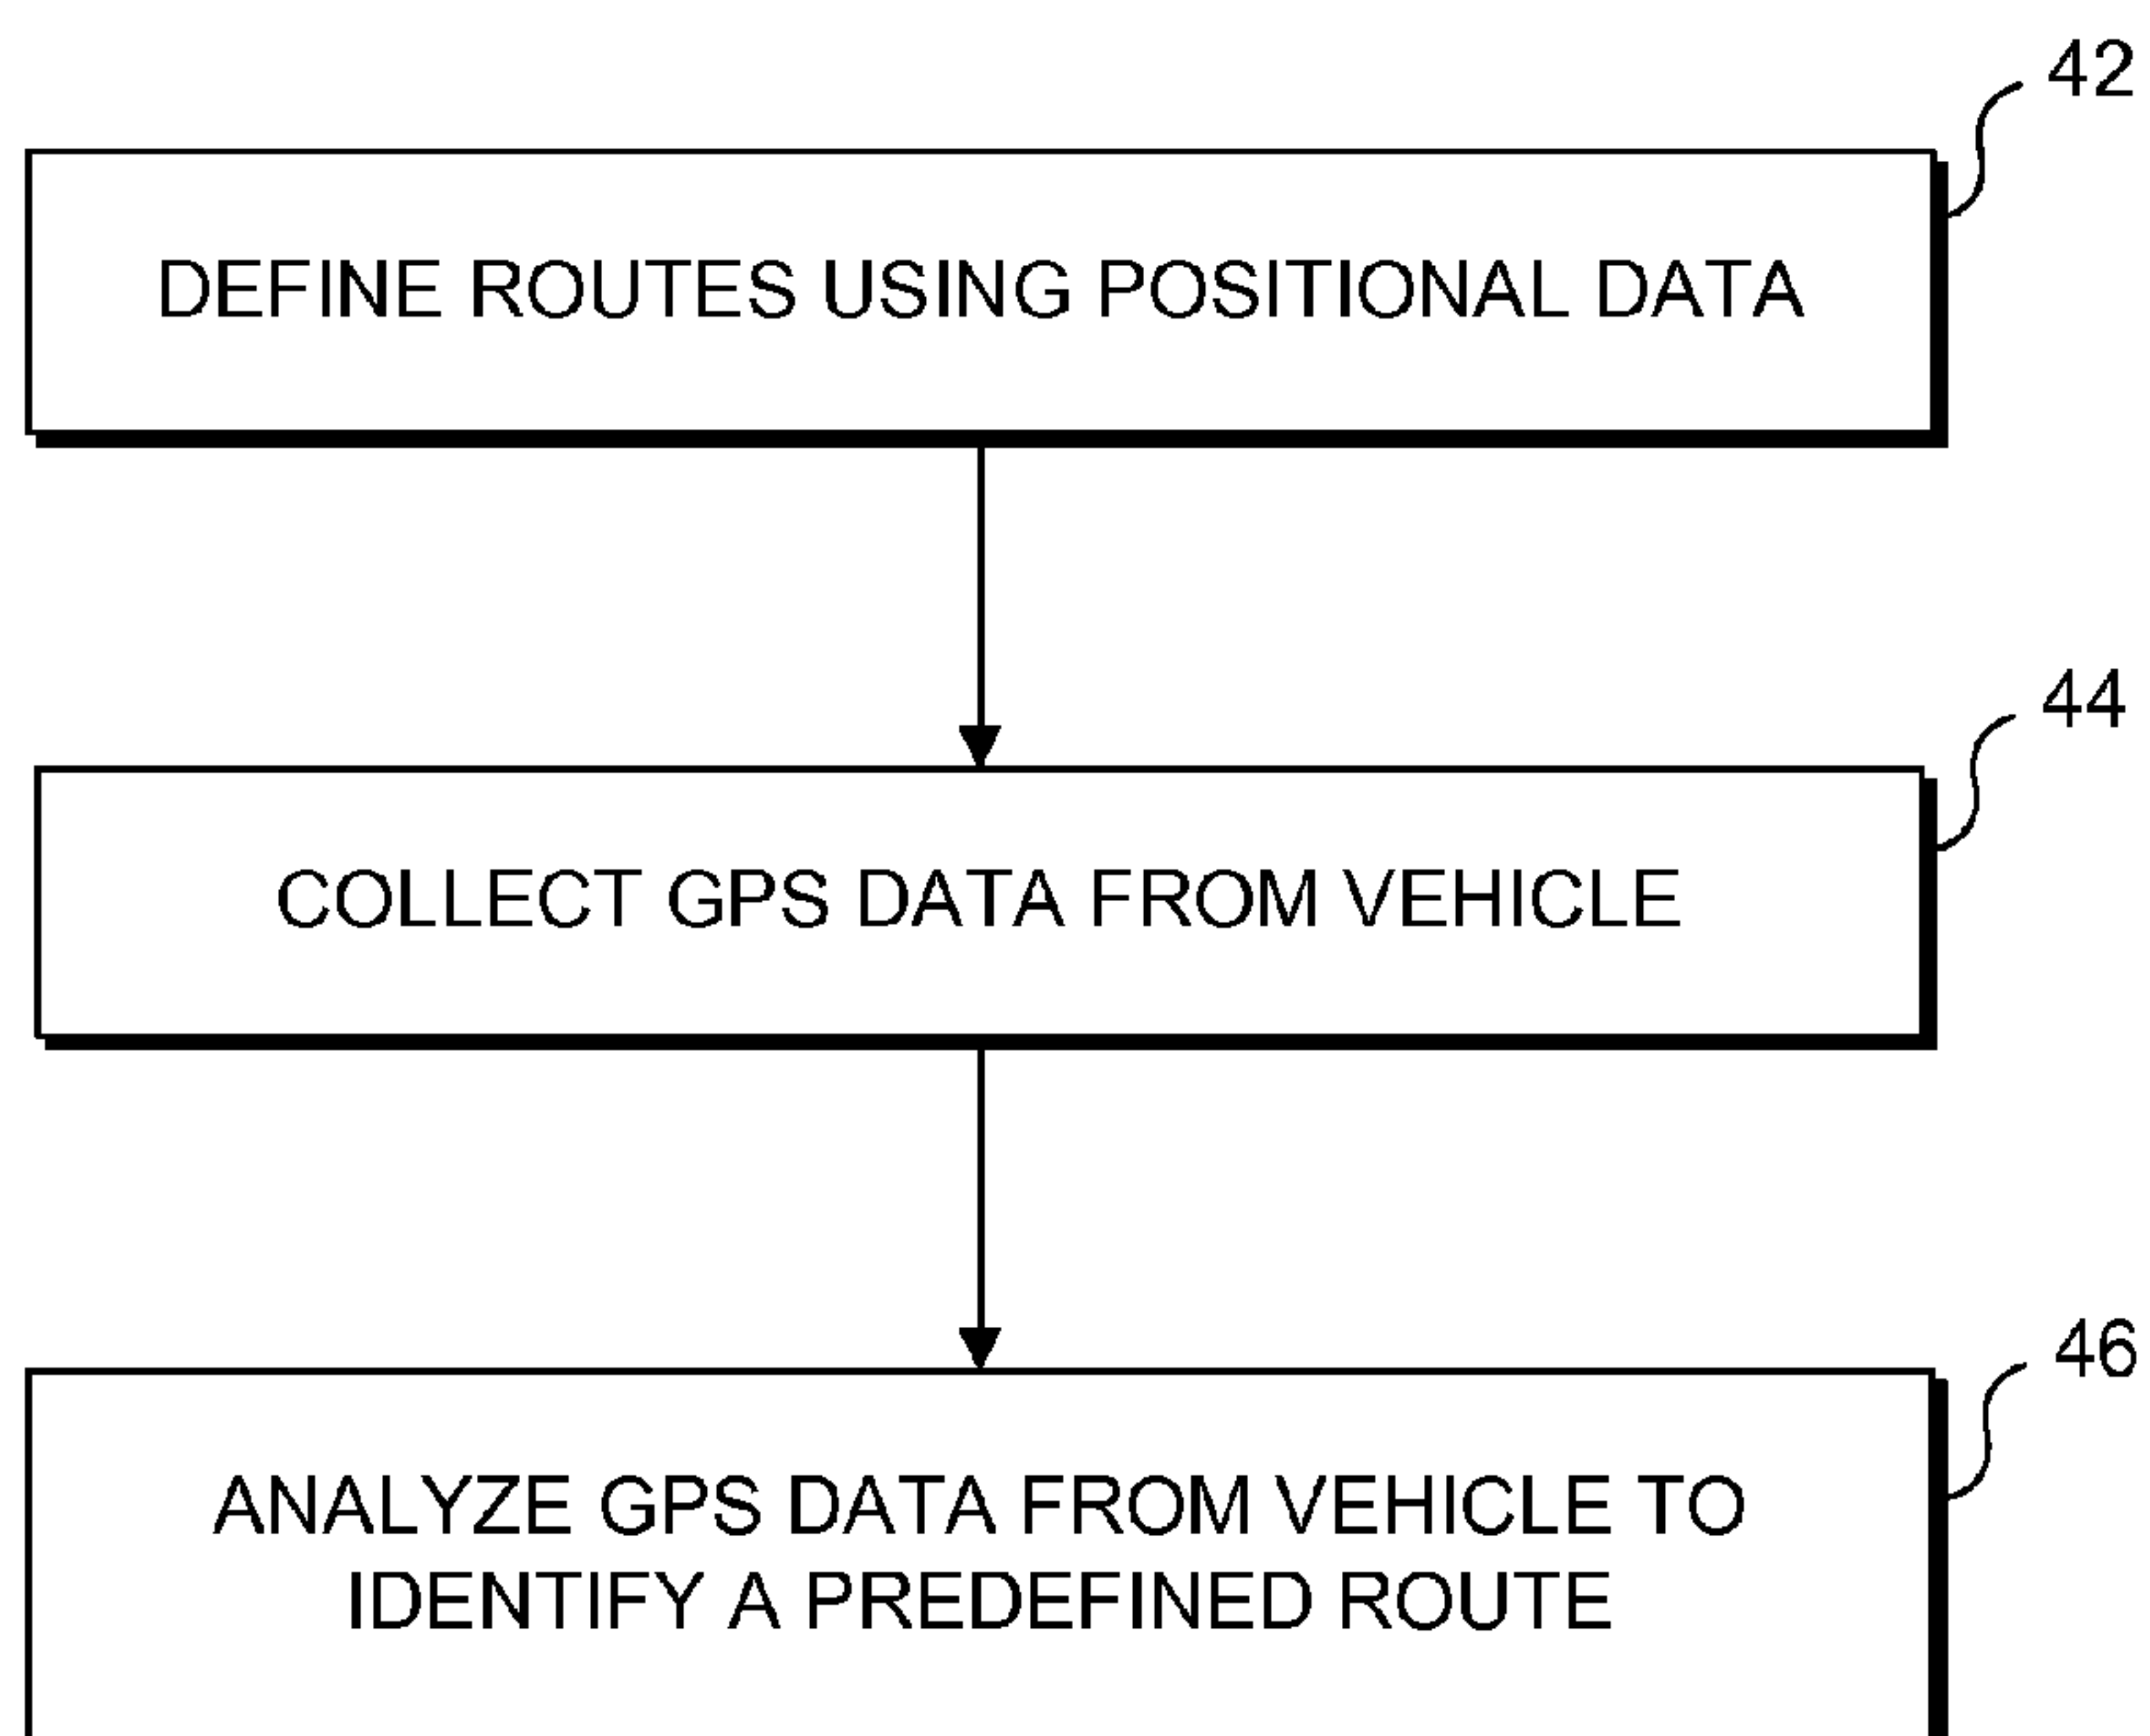 42
DEFINE ROUTES USING POSITIONAL DATA
44
COLLECT GPS DATA FROM VEHICLE
46
ANALYZE GPS DATA FROM VEHICLE TO
IDENTIFY A PREDEFINED ROUTE